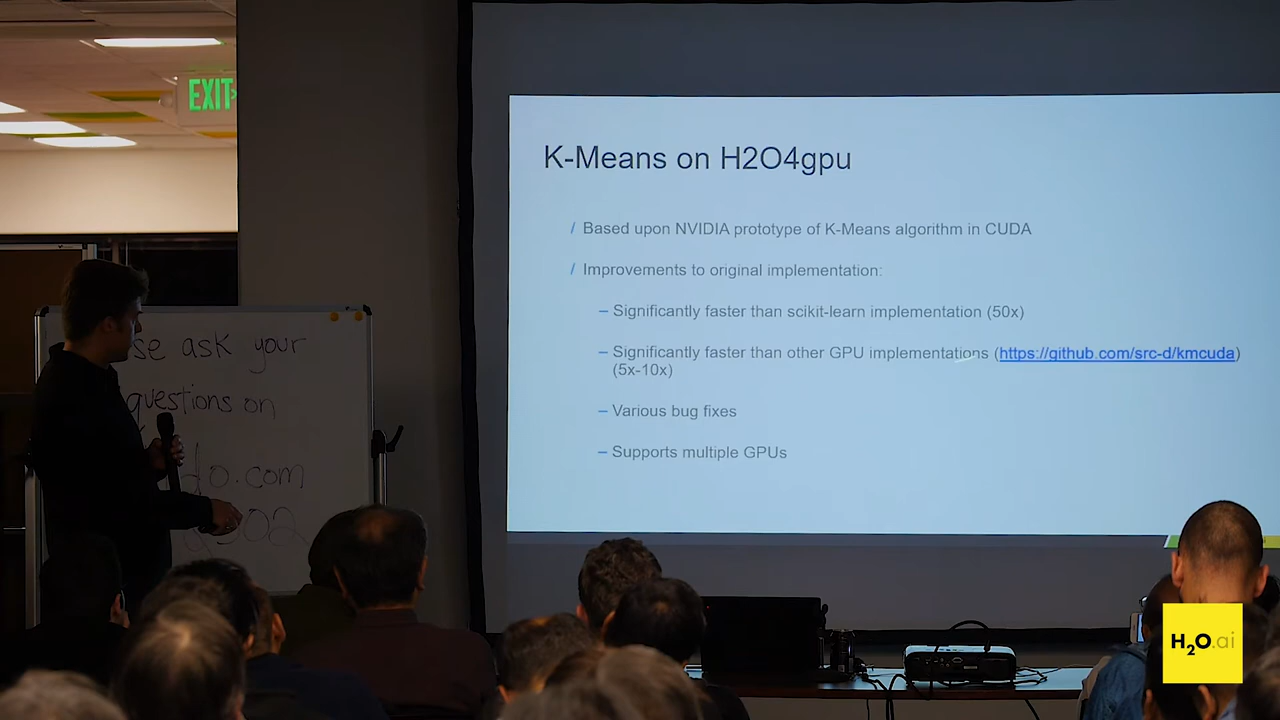 EXIT
K-Means on H2O4gpu
/ Based upon NVIDIA prototype of K-Means algorithm in CUDA
/ Improvements to original implementation:
– Significantly faster than scikit-learn implementation (50x)
– Significantly faster than other GPU implementations (https://github.com/src-d/kmcuda)
(5x-10x)
– Various bug fixes
– Supports multiple GPUs
ask your
questions on
.com
H2O.ai